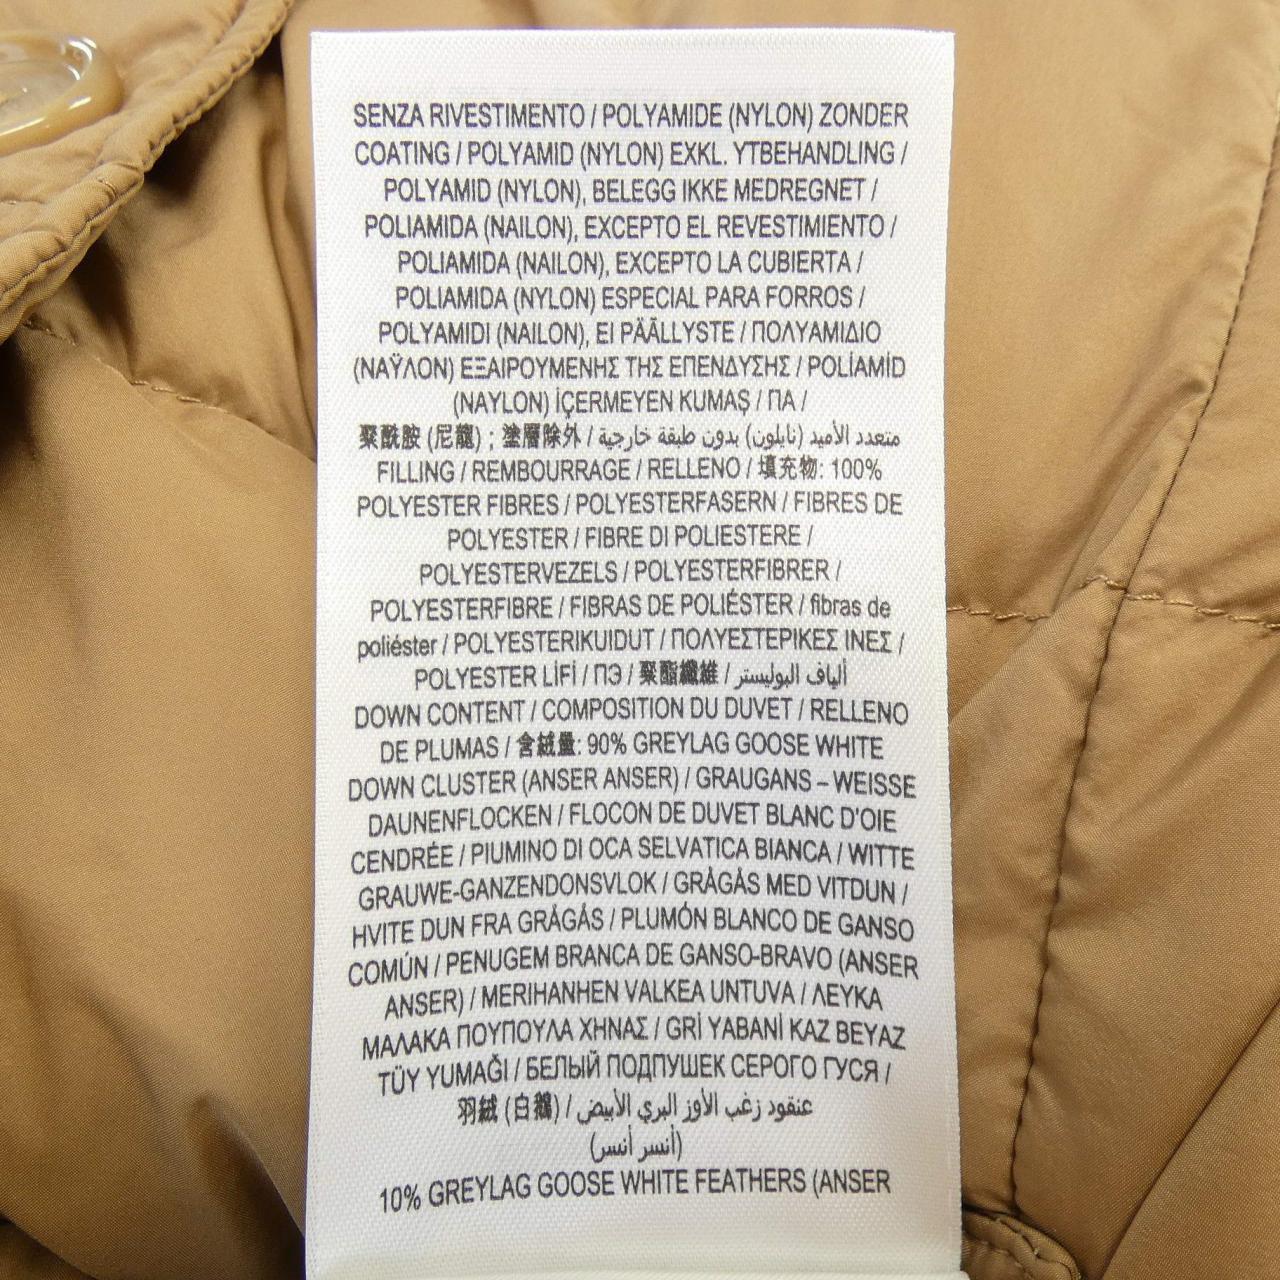 SENZA RIVESTIMENTO / POLYAMIDE (NYLON) ZONDER
COATING / POLYAMID (NYLON) EXKL. YTBEHANDLING /
POLYAMID (NYLON), BELEGG IKKE MEDREGNET /
POLIAMIDA (NAILON), EXCEPTO EL REVESTIMIENTO /
POLIAMIDA (NAILON), EXCEPTO LA CUBIERTA /
POLIAMIDA (NYLON) ESPECIAL PARA FORROS /
POLYAMIDI (NAILON), EI PÄÄLLYSTE / ΠΟΛΥΑΜΙΔΙΟ
(ΝΑΫΛΟΝ) ΕΞΑΙΡΟΥΜΕΝΗΣ ΤΗΣ ΕΠΕΝΔΥΣΗΣ / POLİAMİD
(NAYLON) İÇERMEYEN KUMAŞ / ПА /
聚酰胺 (尼龍) ; 塗層除外 / متعدد الأميد (نايلون) بدون طبقة خارجية
FILLING / REMBOURRAGE / RELLENO / 填充物: 100%
POLYESTER FIBRES / POLYESTERFASERN / FIBRES DE
POLYESTER / FIBRE DI POLIESTERE /
POLYESTERVEZELS / POLYESTERFIBRER /
POLYESTERFIBRE / FIBRAS DE POLIÉSTER / fibras de
poliéster / POLYESTERIKUIDUT / ΠΟΛΥΕΣΤΕΡΙΚΕΣ ΙΝΕΣ /
POLYESTER LİFİ / ПЭ / 聚酯纖維 / ألياف البوليستر
DOWN CONTENT / COMPOSITION DU DUVET / RELLENO
DE PLUMAS / 含絨量: 90% GREYLAG GOOSE WHITE
DOWN CLUSTER (ANSER ANSER) / GRAUGANS – WEISSE
DAUNENFLOCKEN / FLOCON DE DUVET BLANC D'OIE
CENDRÉE / PIUMINO DI OCA SELVATICA BIANCA / WITTE
GRAUWE-GANZENDONSVLOK / GRÅGÅS MED VITDUN /
HVITE DUN FRA GRÅGÅS / PLUMÓN BLANCO DE GANSO
COMÚN / PENUGEM BRANCA DE GANSO-BRAVO (ANSER
ANSER) / MERIHANHEN VALKEA UNTUVA / ΛΕΥΚΑ
ΜΑΛΑΚΑ ΠΟΥΠΟΥΛΑ ΧΗΝΑΣ / GRİ YABANİ KAZ BEYAZ
TÜY YUMAĞI / БЕЛЫЙ ПОДПУШЕК СЕРОГО ГУСЯ /
羽絨 (白鵝) / عنقود زغب الأوز البري الأبيض
(أنسر أنسر)
10% GREYLAG GOOSE WHITE FEATHERS (ANSER